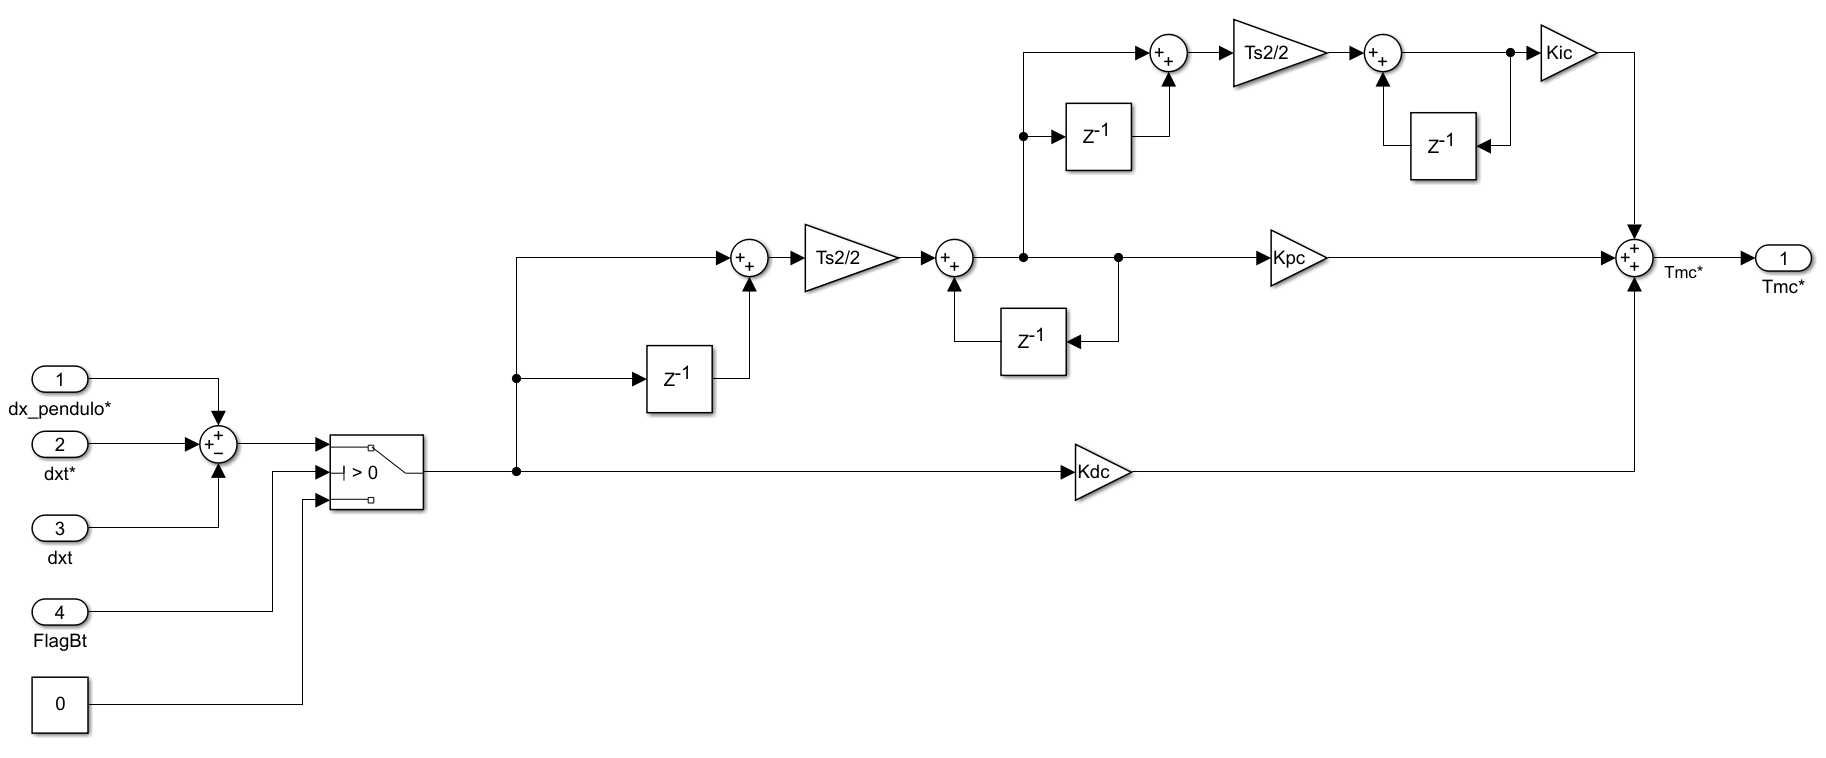 +
+
Ts2/2
+
+
Kic
Z-1
Z-1
+
+
Ts2/2
+
+
Kpc
+
+
+
Tmc*
1
Tmc*
Z-1
Z-1
1
dx_pendulo*
2
dxt*
+
+
−
> 0
Kdc
3
dxt
4
FlagBt
0